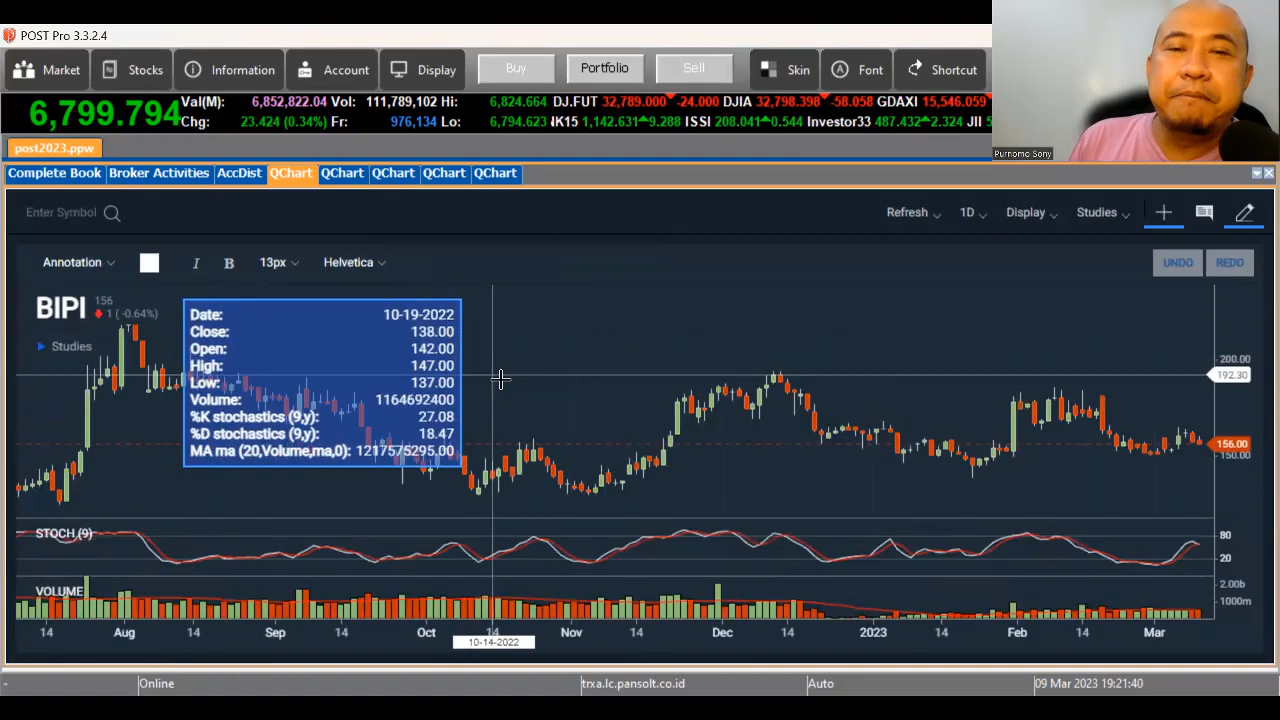 POST Pro 3.3.2.4
Market Stocks Information Account Display Buy Portfolio Sell Skin Font Shortcut
6,799.794
Val(M): 6,852,822.04 Vol: 111,789,102 Hi: 6,824.664 DJ.FUT 32,789.000 -24.000 DJIA 32,798.398 -58.058 GDAXI 15,546.059
Chg: 23.424 (0.34%) Fr: 976,134 Lo: 6,794.623 IK15 1,142.631 9.288 ISSI 208.041 0.544 Investor33 487.432 2.324 JII 5
Purnomo Sony
post2023.ppw
Complete Book Broker Activities AccDist QChart QChart QChart QChart QChart
Enter Symbol Refresh 1D Display Studies
Annotation I B 13px Helvetica UNDO REDO
BIPI 156
1 ( -0.64%)
Studies
Date: 10-19-2022
Close: 138.00
Open: 142.00
High: 147.00
Low: 137.00
Volume: 1164692400
%K stochastics (9,y): 27.08
%D stochastics (9,y): 18.47
MA ma (20,Volume,ma,0): 1217575295.00
200.00
192.30
156.00
150.00
STOCH (9)
80
20
VOLUME
2.00b
1000m
14 Aug 14 Sep 14 Oct 14 Nov 14 Dec 14 2023 14 Feb 14 Mar
10-14-2022
- Online trxa.lc.pansolt.co.id Auto 09 Mar 2023 19:21:40